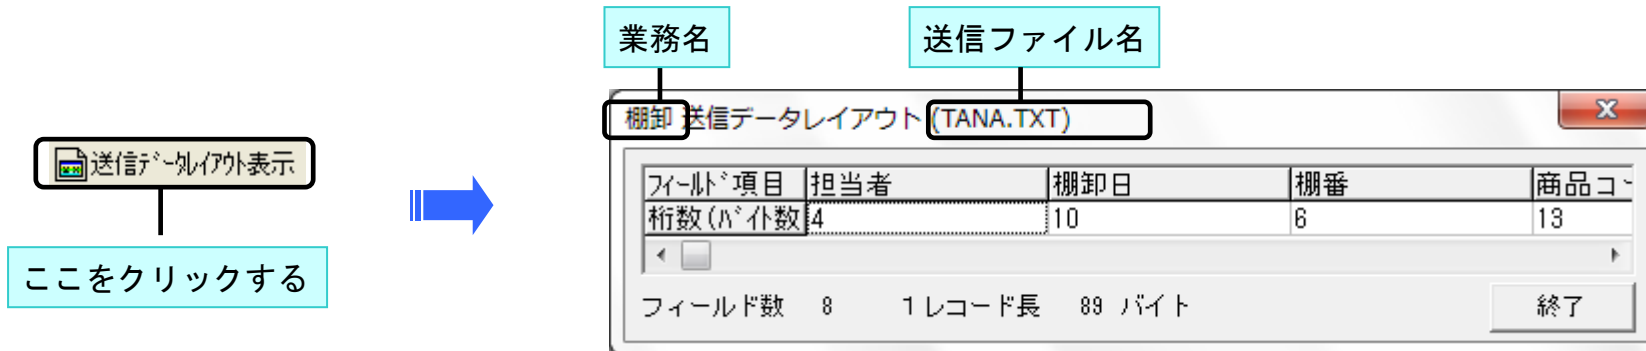 業務名
送信ファイル名
棚卸 送信データレイアウト (TANA.TXT)
送信ﾃﾞｰﾀﾚｲｱｳﾄ表示
ここをクリックする
ﾌｨｰﾙﾄﾞ項目 担当者 棚卸日 棚番 商品コー
桁数(ﾊﾞｲﾄ数 4 10 6 13
フィールド数 8 1レコード長 89 バイト 終了